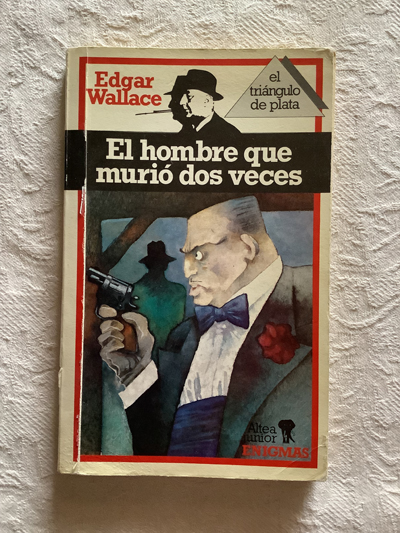 Edgar
Wallace
el
triángulo
de plata
El hombre que
murió dos veces
Altea
Junior
ENIGMAS